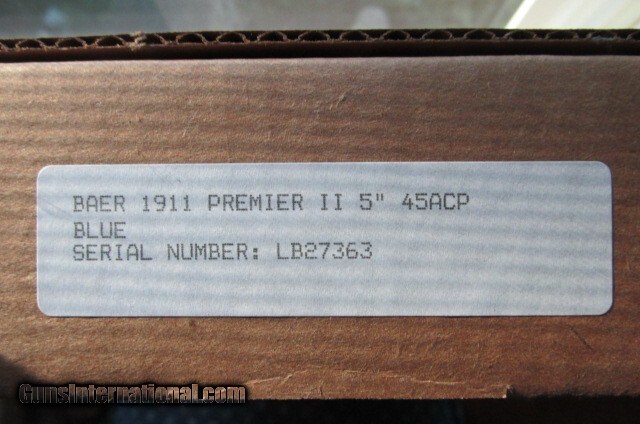 BAER 1911 PREMIER II 5" 45ACP
BLUE
SERIAL NUMBER: LB27363
GunsInternational.com